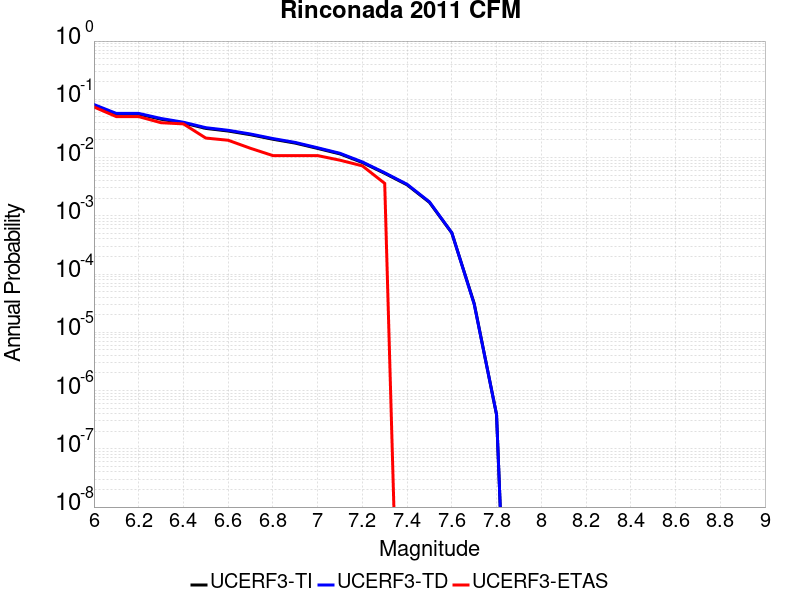 Rinconada 2011 CFM
10^0
10^-1
10^-2
10^-3
10^-4
10^-5
10^-6
10^-7
10^-8
Annual Probability
6 6.2 6.4 6.6 6.8 7 7.2 7.4 7.6 7.8 8 8.2 8.4 8.6 8.8 9
Magnitude
UCERF3-TI UCERF3-TD UCERF3-ETAS